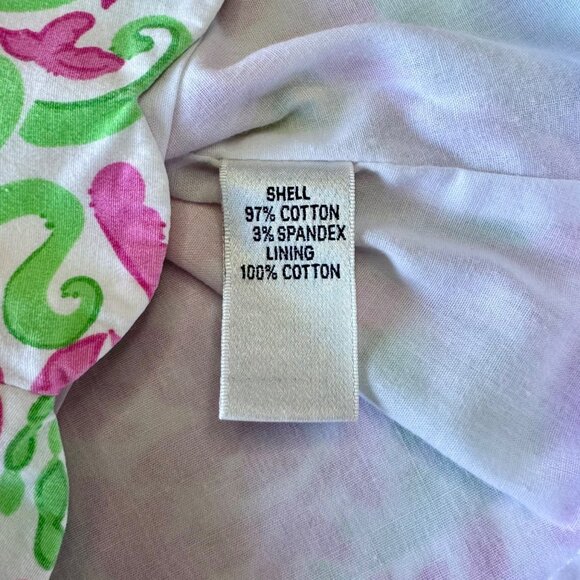 SHELL
97% COTTON
3% SPANDEX
LINING
100% COTTON